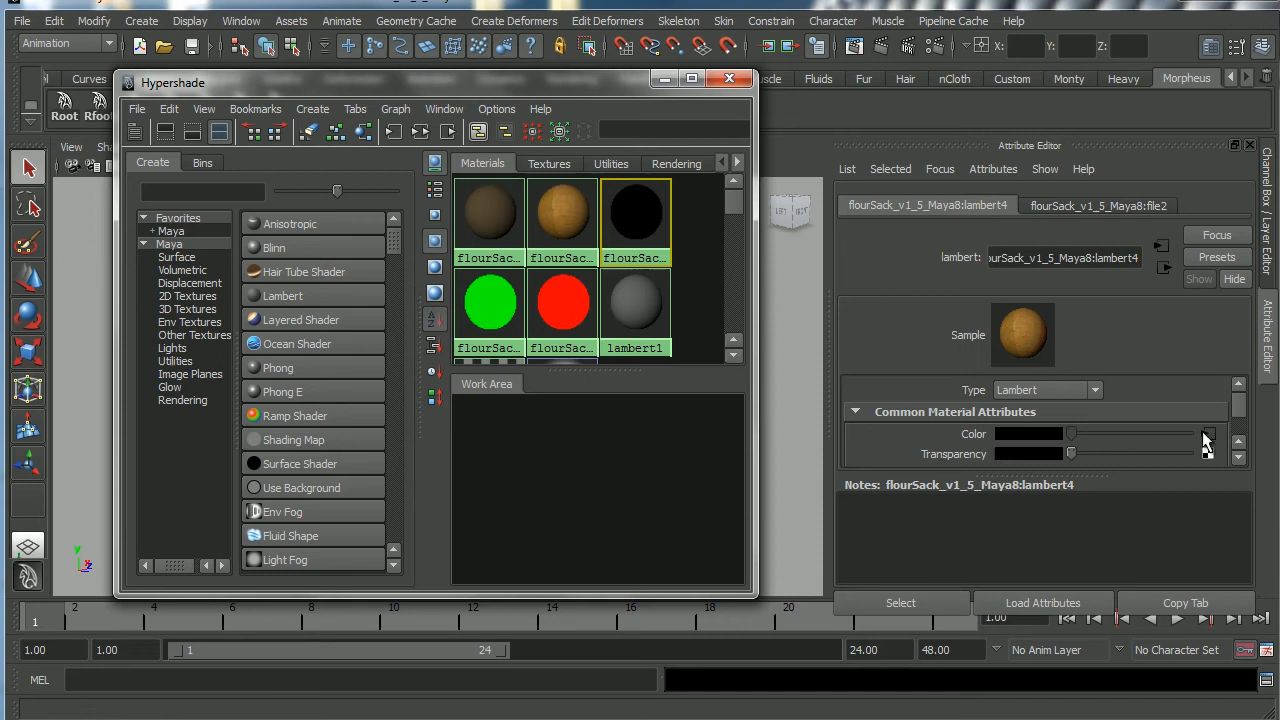 File Edit Modify Create Display Window Assets Animate Geometry Cache Create Deformers Edit Deformers Skeleton Skin Constrain Character Muscle Pipeline Cache Help
Animation
X: Y: Z:
Curves
Fluids Fur Hair nCloth Custom Monty Heavy Morpheus
Root Rfoo
Hypershade
File Edit View Bookmarks Create Tabs Graph Window Options Help
Create Bins
Favorites
Maya
Maya
Surface
Volumetric
Displacement
2D Textures
3D Textures
Env Textures
Other Textures
Lights
Utilities
Image Planes
Glow
Rendering
Anisotropic
Blinn
Hair Tube Shader
Lambert
Layered Shader
Ocean Shader
Phong
Phong E
Ramp Shader
Shading Map
Surface Shader
Use Background
Env Fog
Fluid Shape
Light Fog
Materials Textures Utilities Rendering
flourSac... flourSac... flourSac...
flourSac... flourSac... lambert1
Work Area
View
Show
Attribute Editor
List Selected Focus Attributes Show Help
flourSack_v1_5_Maya8:lambert4 flourSack_v1_5_Maya8:file2
lambert: ourSack_v1_5_Maya8:lambert4
Focus
Presets
Show Hide
Sample
Type Lambert
Common Material Attributes
Color
Transparency
Notes: flourSack_v1_5_Maya8:lambert4
Select Load Attributes Copy Tab
Channel Box / Layer Editor
Attribute Editor
y
2 4 6 8 10 12 14 16 18 20
1
1.00
1.00 1.00 1 24 24.00 48.00 No Anim Layer No Character Set
MEL